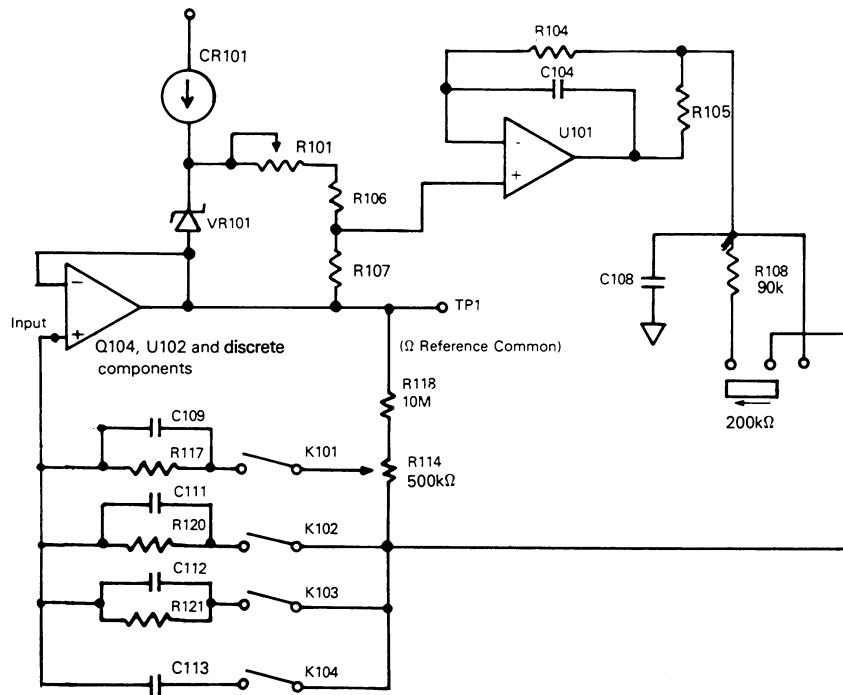 CR101
R104
C104
U101
-
+
R105
R101
R106
VR101
R107
C108
R108
90k
-
+
Input
TP1
Q104, U102 and discrete
components
(Ω Reference Common)
200kΩ
R118
10M
C109
R117
K101
R114
500kΩ
C111
R120
K102
C112
R121
K103
C113
K104